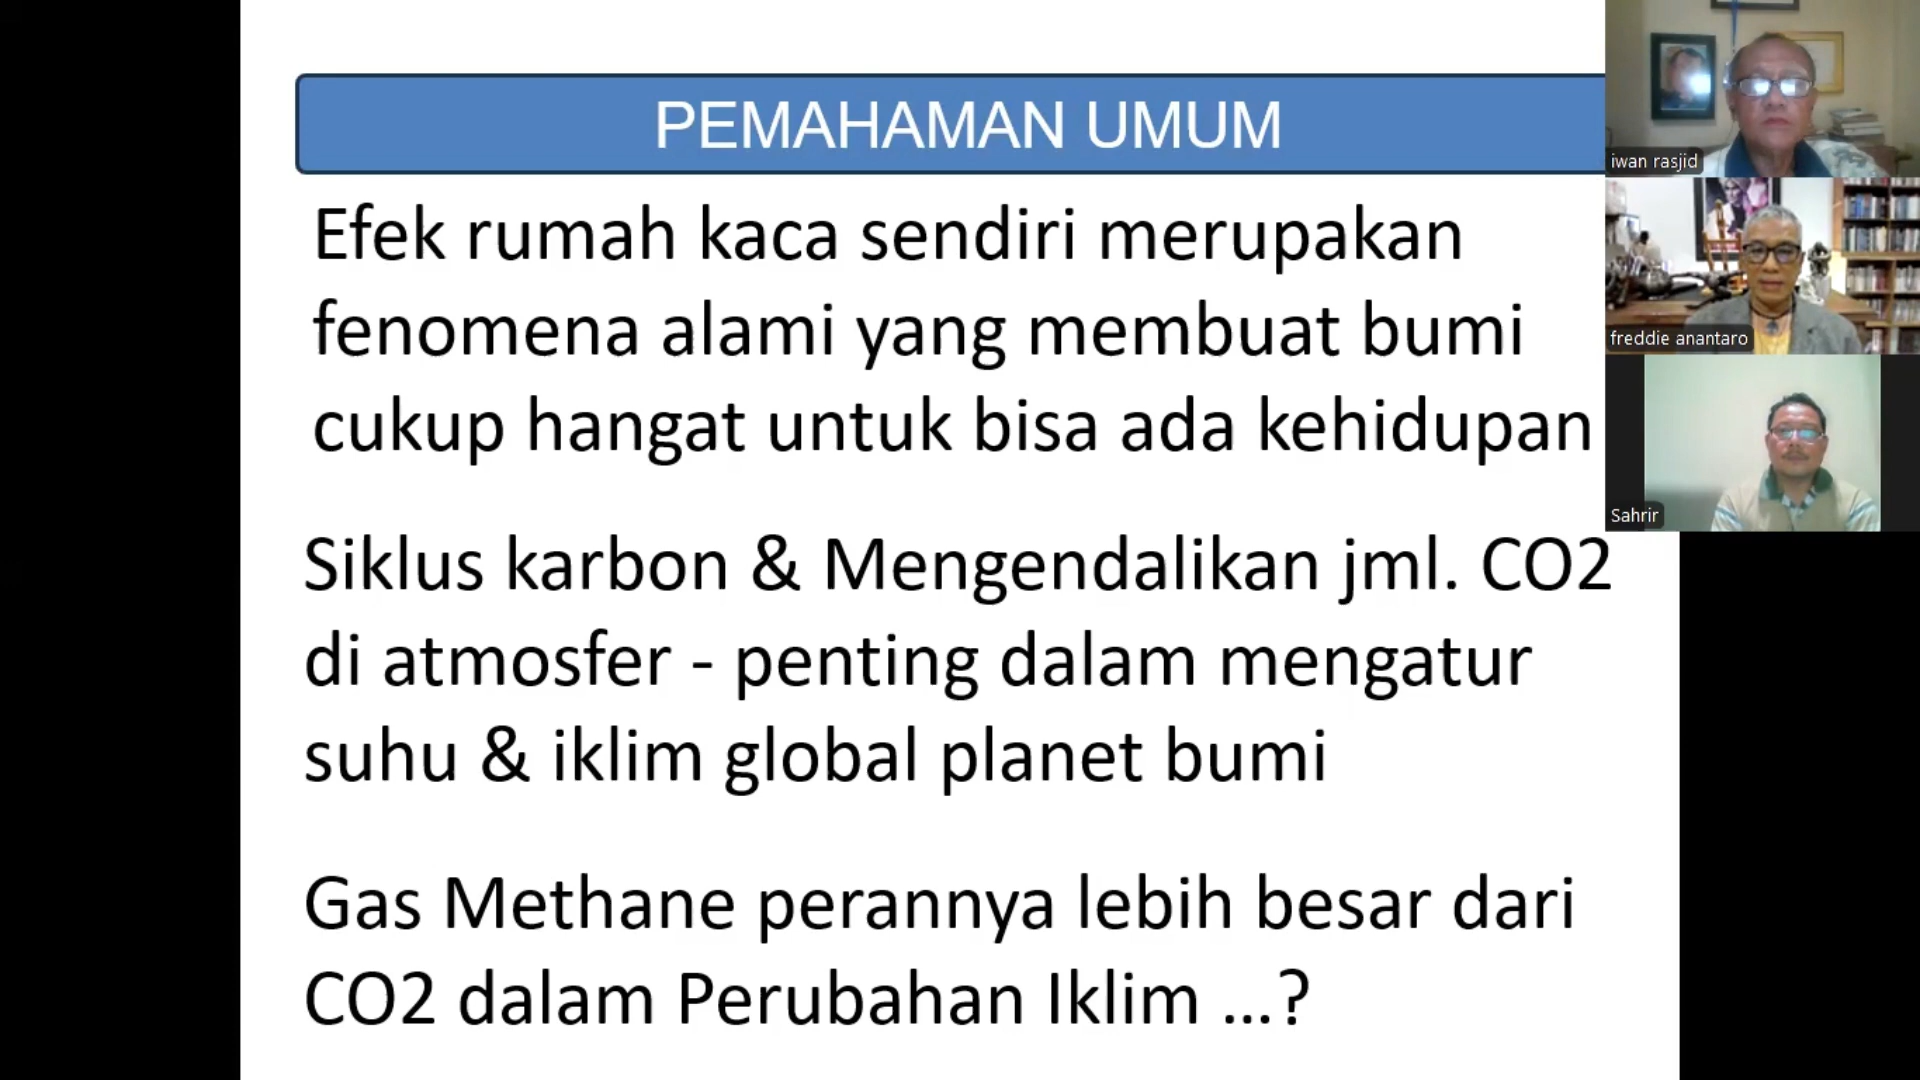 PEMAHAMAN UMUM
Efek rumah kaca sendiri merupakan
fenomena alami yang membuat bumi
cukup hangat untuk bisa ada kehidupan
Siklus karbon & Mengendalikan jml. CO2
di atmosfer - penting dalam mengatur
suhu & iklim global planet bumi
Gas Methane perannya lebih besar dari
CO2 dalam Perubahan Iklim ...?
iwan rasjid
freddie anantaro
Sahrir